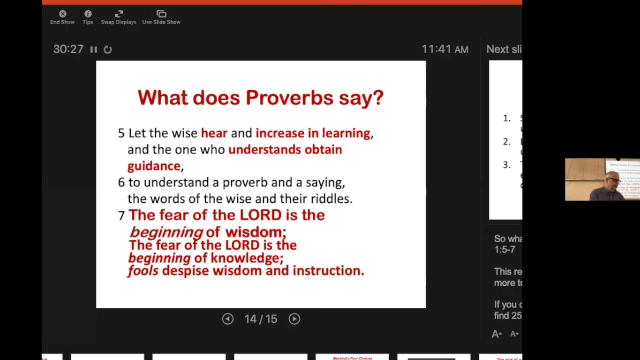 End Show Tips Swap Displays Use Slide Show
30:27 11:41 AM Next sli
What does Proverbs say?
5 Let the wise hear and increase in learning,
and the one who understands obtain
guidance,
6 to understand a proverb and a saying,
the words of the wise and their riddles.
7 The fear of the LORD is the
beginning of wisdom;
The fear of the LORD is the
beginning of knowledge;
fools despise wisdom and instruction.
14 / 15
1. S
2. L
3. T
So wha
1:5-7
This re
more to
If you c
find 25
A- A+